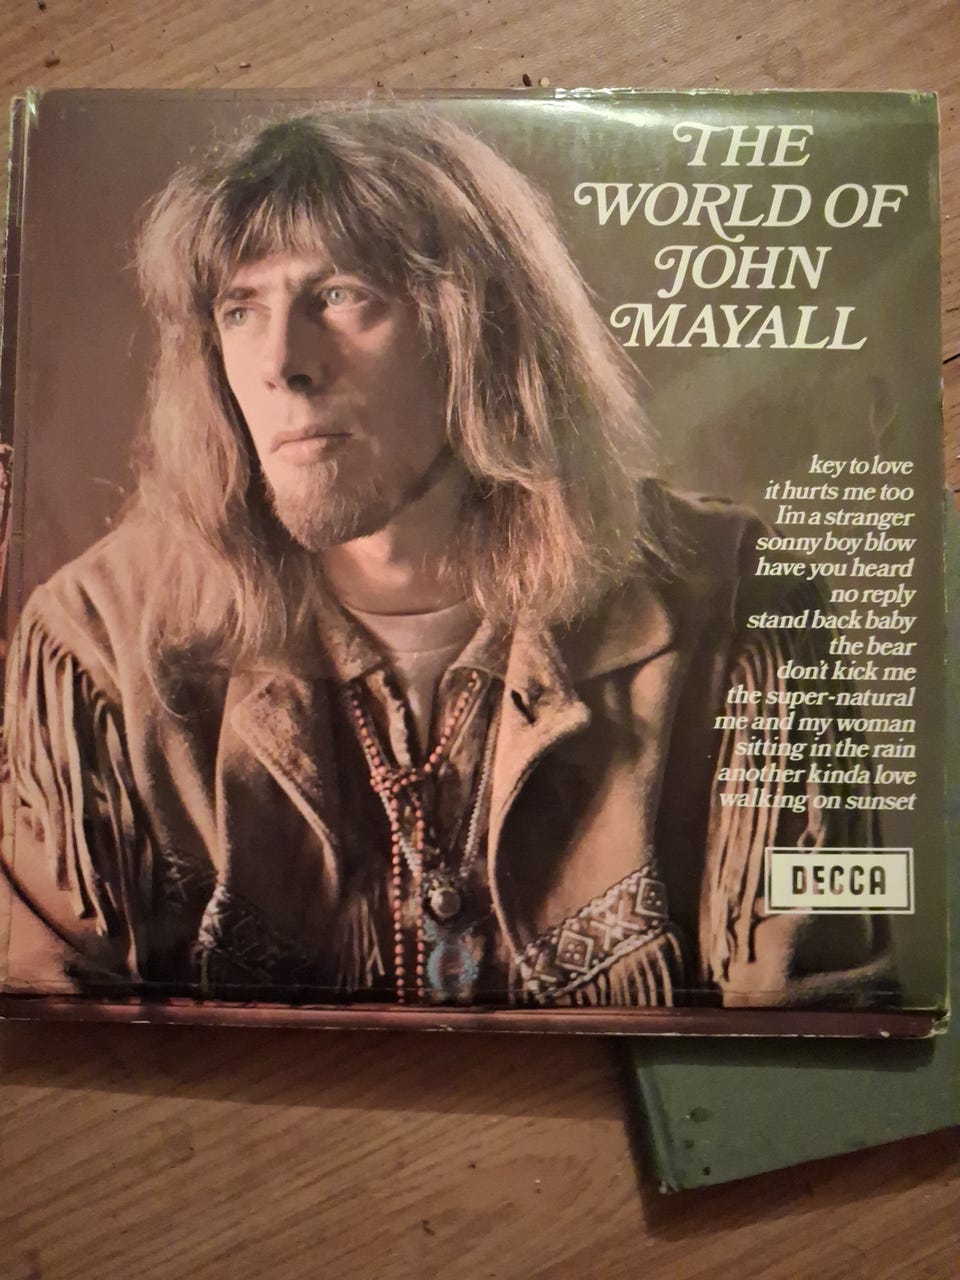 THE
WORLD OF
JOHN
MAYALL
key to love
it hurts me too
I'm a stranger
sonny boy blow
have you heard
no reply
stand back baby
the bear
don't kick me
the super-natural
me and my woman
sitting in the rain
another kinda love
walking on sunset
DECCA